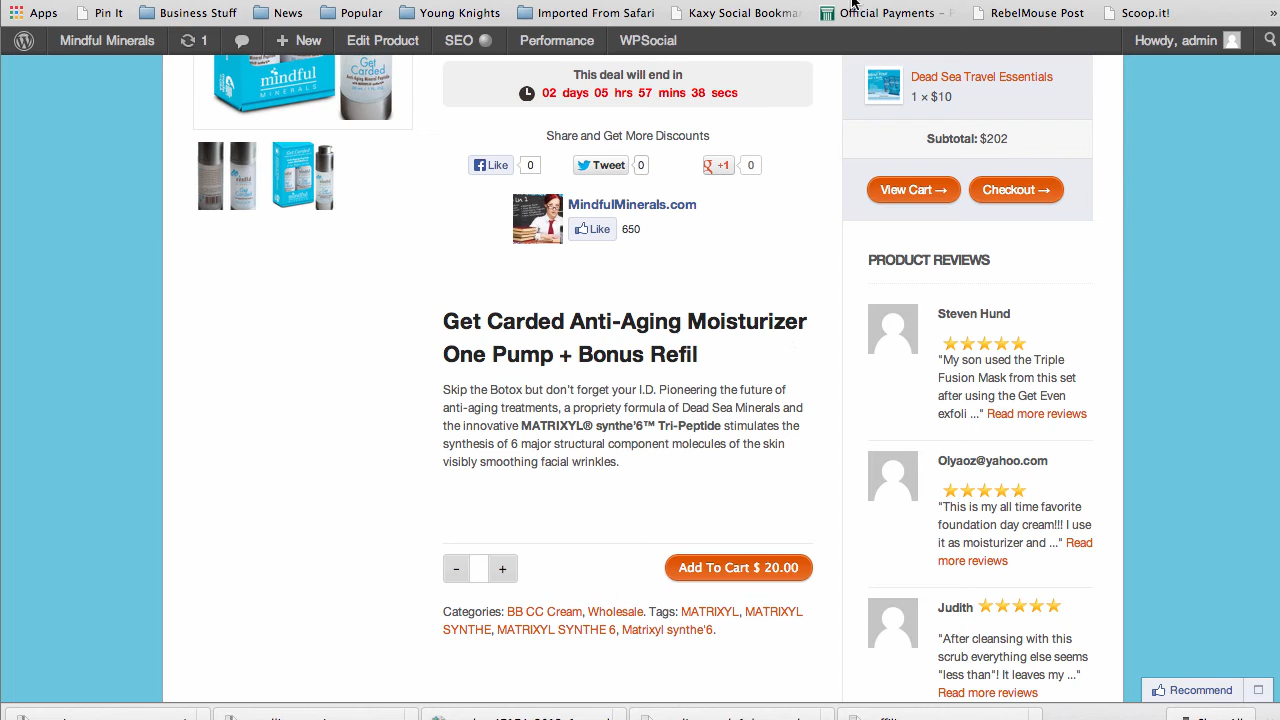 Apps Pin It Business Stuff News Popular Young Knights Imported From Safari Kaxy Social Bookmar Official Payments - RebelMouse Post Scoop.it! »
Mindful Minerals 1 + New Edit Product SEO Performance WPSocial Howdy, admin
Get Carded
mindful
MINERALS
Get
Carded
This deal will end in
02 days 05 hrs 57 mins 38 secs
Share and Get More Discounts
Like 0 Tweet 0 +1 0
MindfulMinerals.com
Like 650
Get Carded Anti-Aging Moisturizer
One Pump + Bonus Refil
Skip the Botox but don't forget your I.D. Pioneering the future of
anti-aging treatments, a propriety formula of Dead Sea Minerals and
the innovative MATRIXYL® synthe'6™ Tri-Peptide stimulates the
synthesis of 6 major structural component molecules of the skin
visibly smoothing facial wrinkles.
- +
Add To Cart $ 20.00
Categories: BB CC Cream, Wholesale. Tags: MATRIXYL, MATRIXYL
SYNTHE, MATRIXYL SYNTHE 6, Matrixyl synthe'6.
Dead Sea Travel Essentials
1 × $10
Subtotal: $202
View Cart → Checkout →
PRODUCT REVIEWS
Steven Hund
"My son used the Triple
Fusion Mask from this set
after using the Get Even
exfoli ..." Read more reviews
Olyaoz@yahoo.com
"This is my all time favorite
foundation day cream!!! I use
it as moisturizer and ..." Read
more reviews
Judith
"After cleansing with this
scrub everything else seems
"less than"! It leaves my ..."
Read more reviews
Recommend